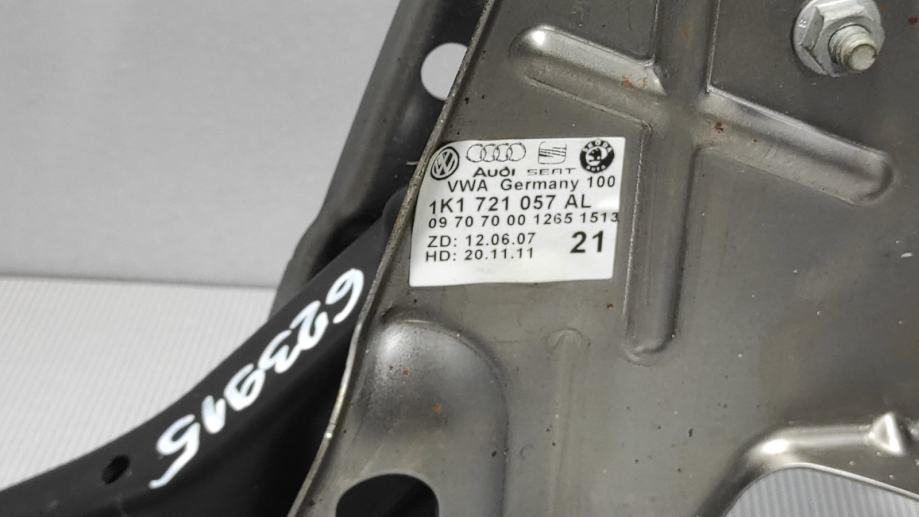 Audi SEAT
VWA Germany 100
1K1 721 057 AL
09 70 70 00 1265 1513
ZD: 12.06.07 21
HD: 20.11.11
623915